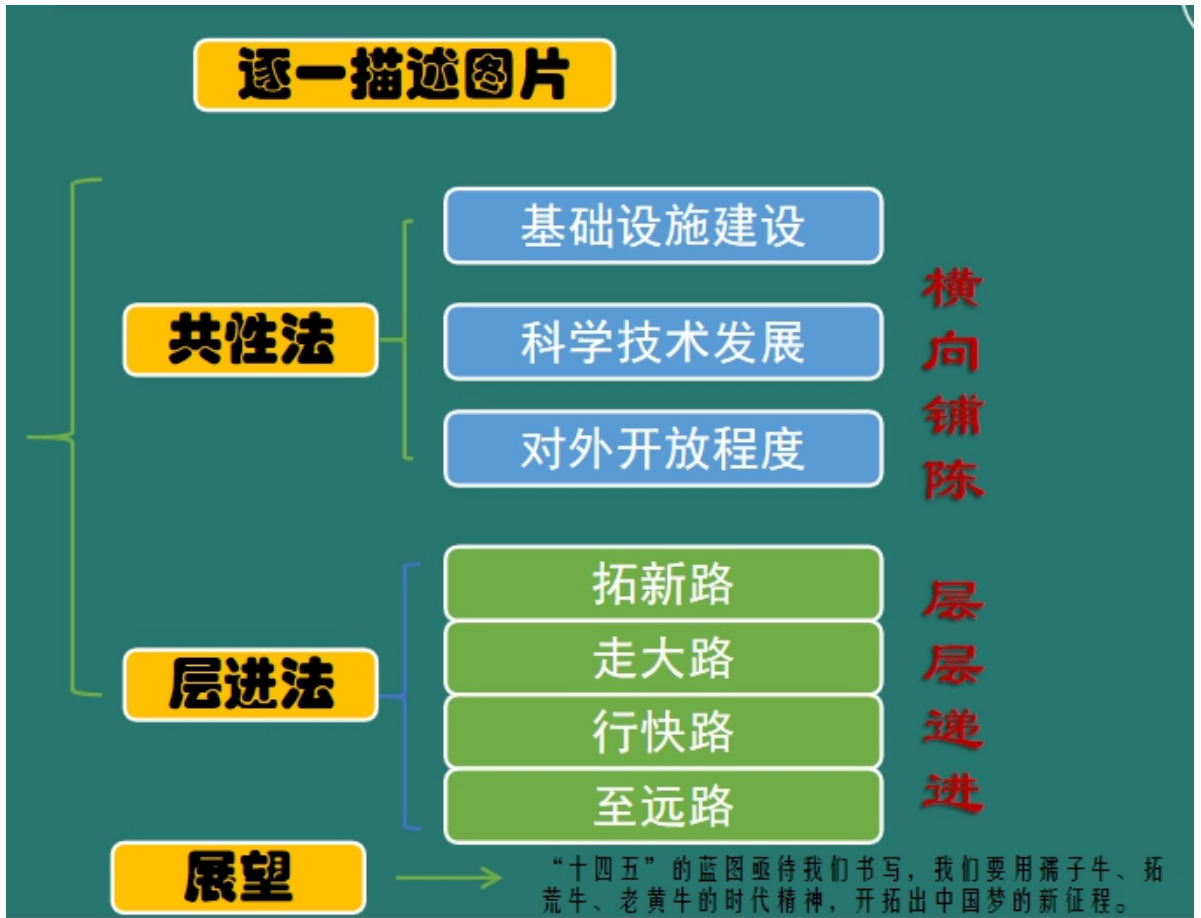 逐一描述图片
共性法
基础设施建设
科学技术发展
对外开放程度
横向铺陈
层进法
拓新路
走大路
行快路
至远路
层层递进
展望
“十四五”的蓝图亟待我们书写，我们要用孺子牛、拓
荒牛、老黄牛的时代精神，开拓出中国梦的新征程。